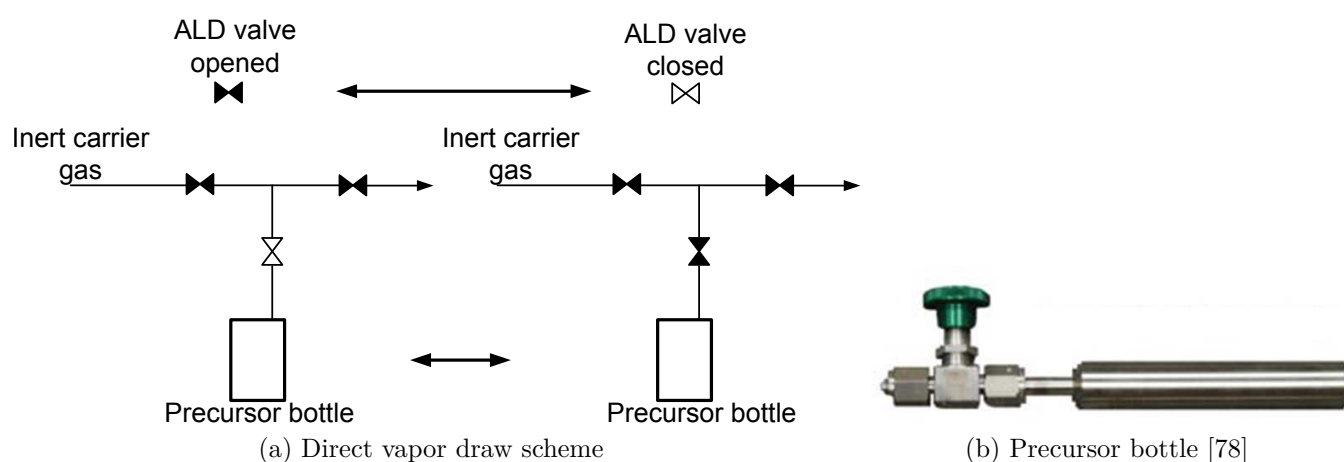 ALD valve
opened
ALD valve
closed
Inert carrier
gas
Inert carrier
gas
Precursor bottle
Precursor bottle
(a) Direct vapor draw scheme
(b) Precursor bottle [78]